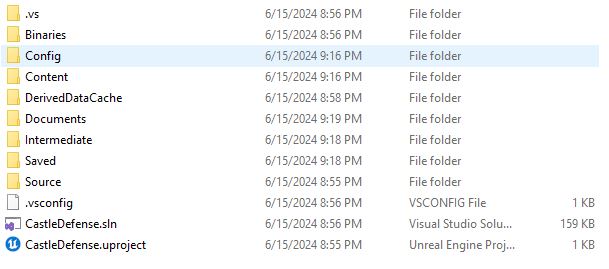 .vs 6/15/2024 8:56 PM File folder
Binaries 6/15/2024 8:56 PM File folder
Config 6/15/2024 9:16 PM File folder
Content 6/15/2024 9:16 PM File folder
DerivedDataCache 6/15/2024 8:58 PM File folder
Documents 6/15/2024 9:19 PM File folder
Intermediate 6/15/2024 9:18 PM File folder
Saved 6/15/2024 9:18 PM File folder
Source 6/15/2024 8:55 PM File folder
.vsconfig 6/15/2024 8:56 PM VSCONFIG File 1 KB
CastleDefense.sln 6/15/2024 8:56 PM Visual Studio Solu... 159 KB
CastleDefense.uproject 6/15/2024 8:55 PM Unreal Engine Proj... 1 KB